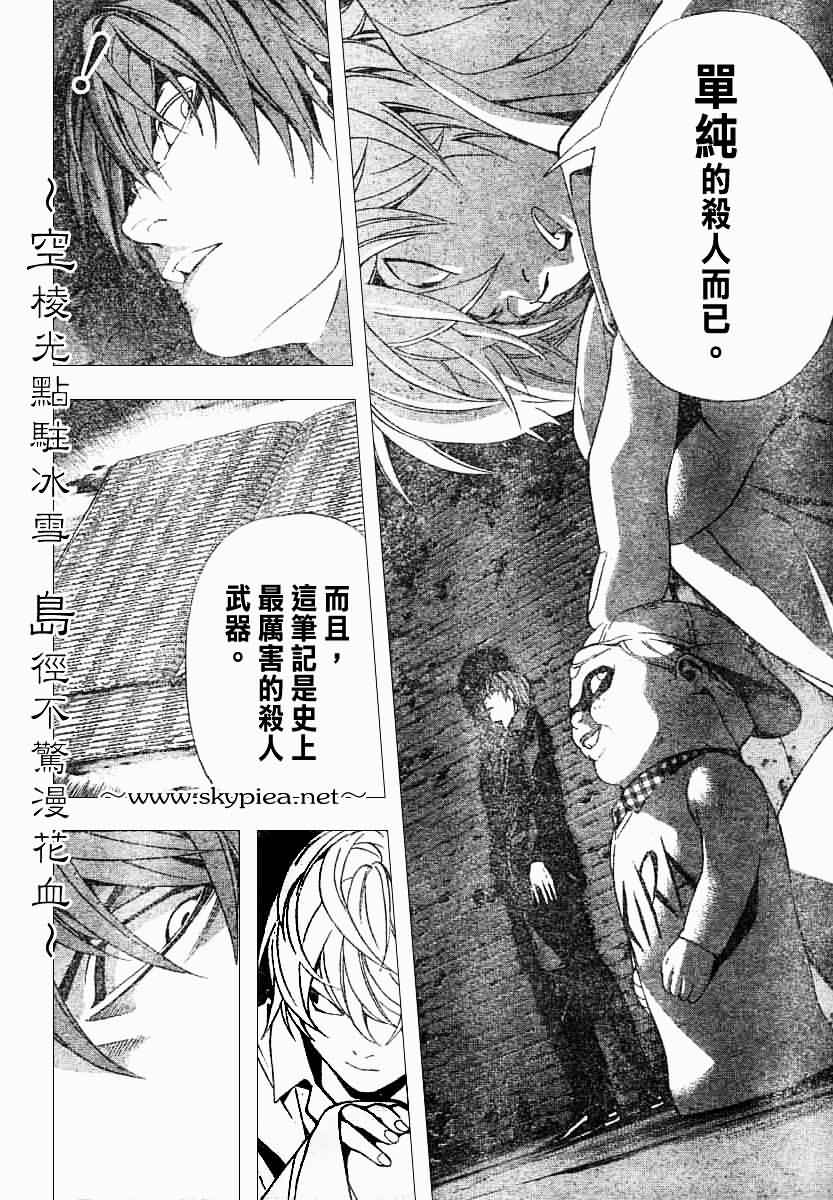 單純的殺人而已。
！
而且，
這筆記是史上
最厲害的殺人
武器。
～空棱光點駐冰雪 島徑不驚漫花血～
～www.skypiea.net～
KIRA